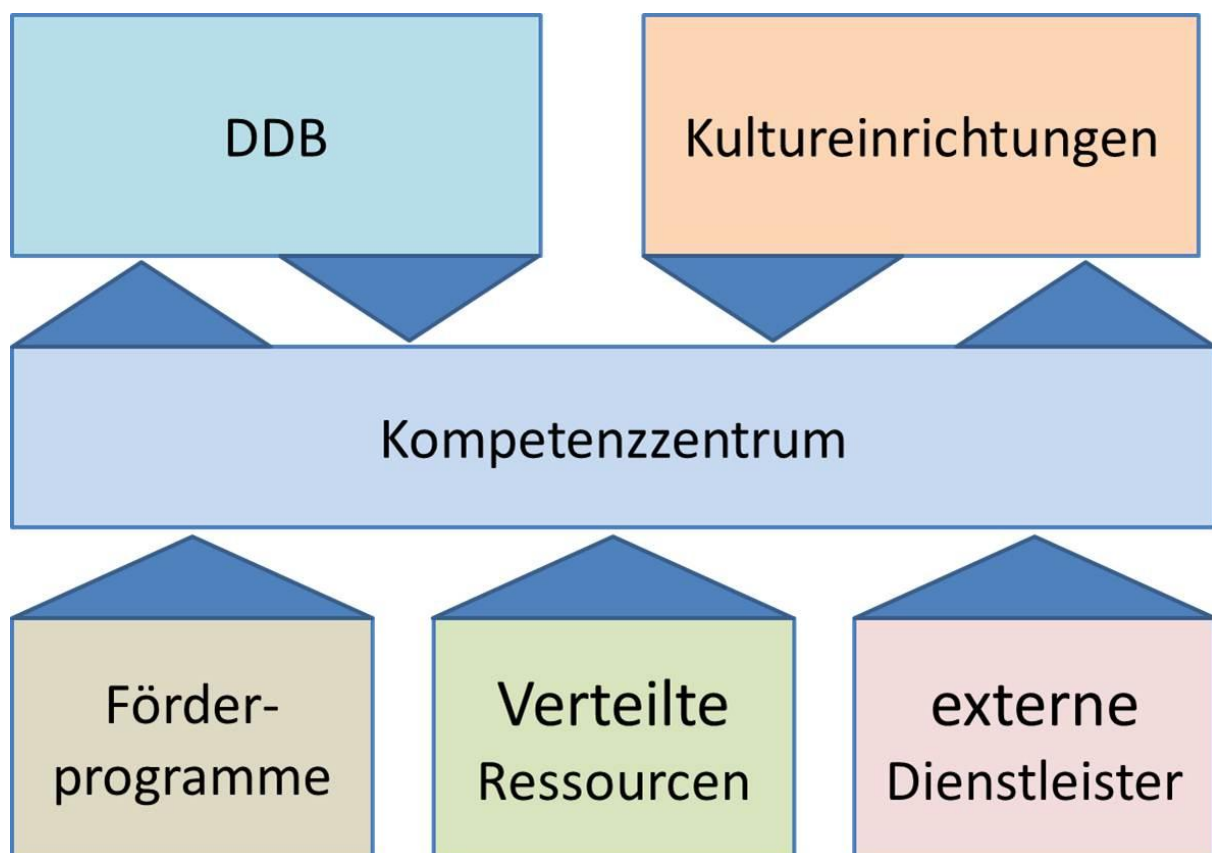 DDB
Kultureinrichtungen
Kompetenzzentrum
Förder-
programme
Verteilte
Ressourcen
externe
Dienstleister